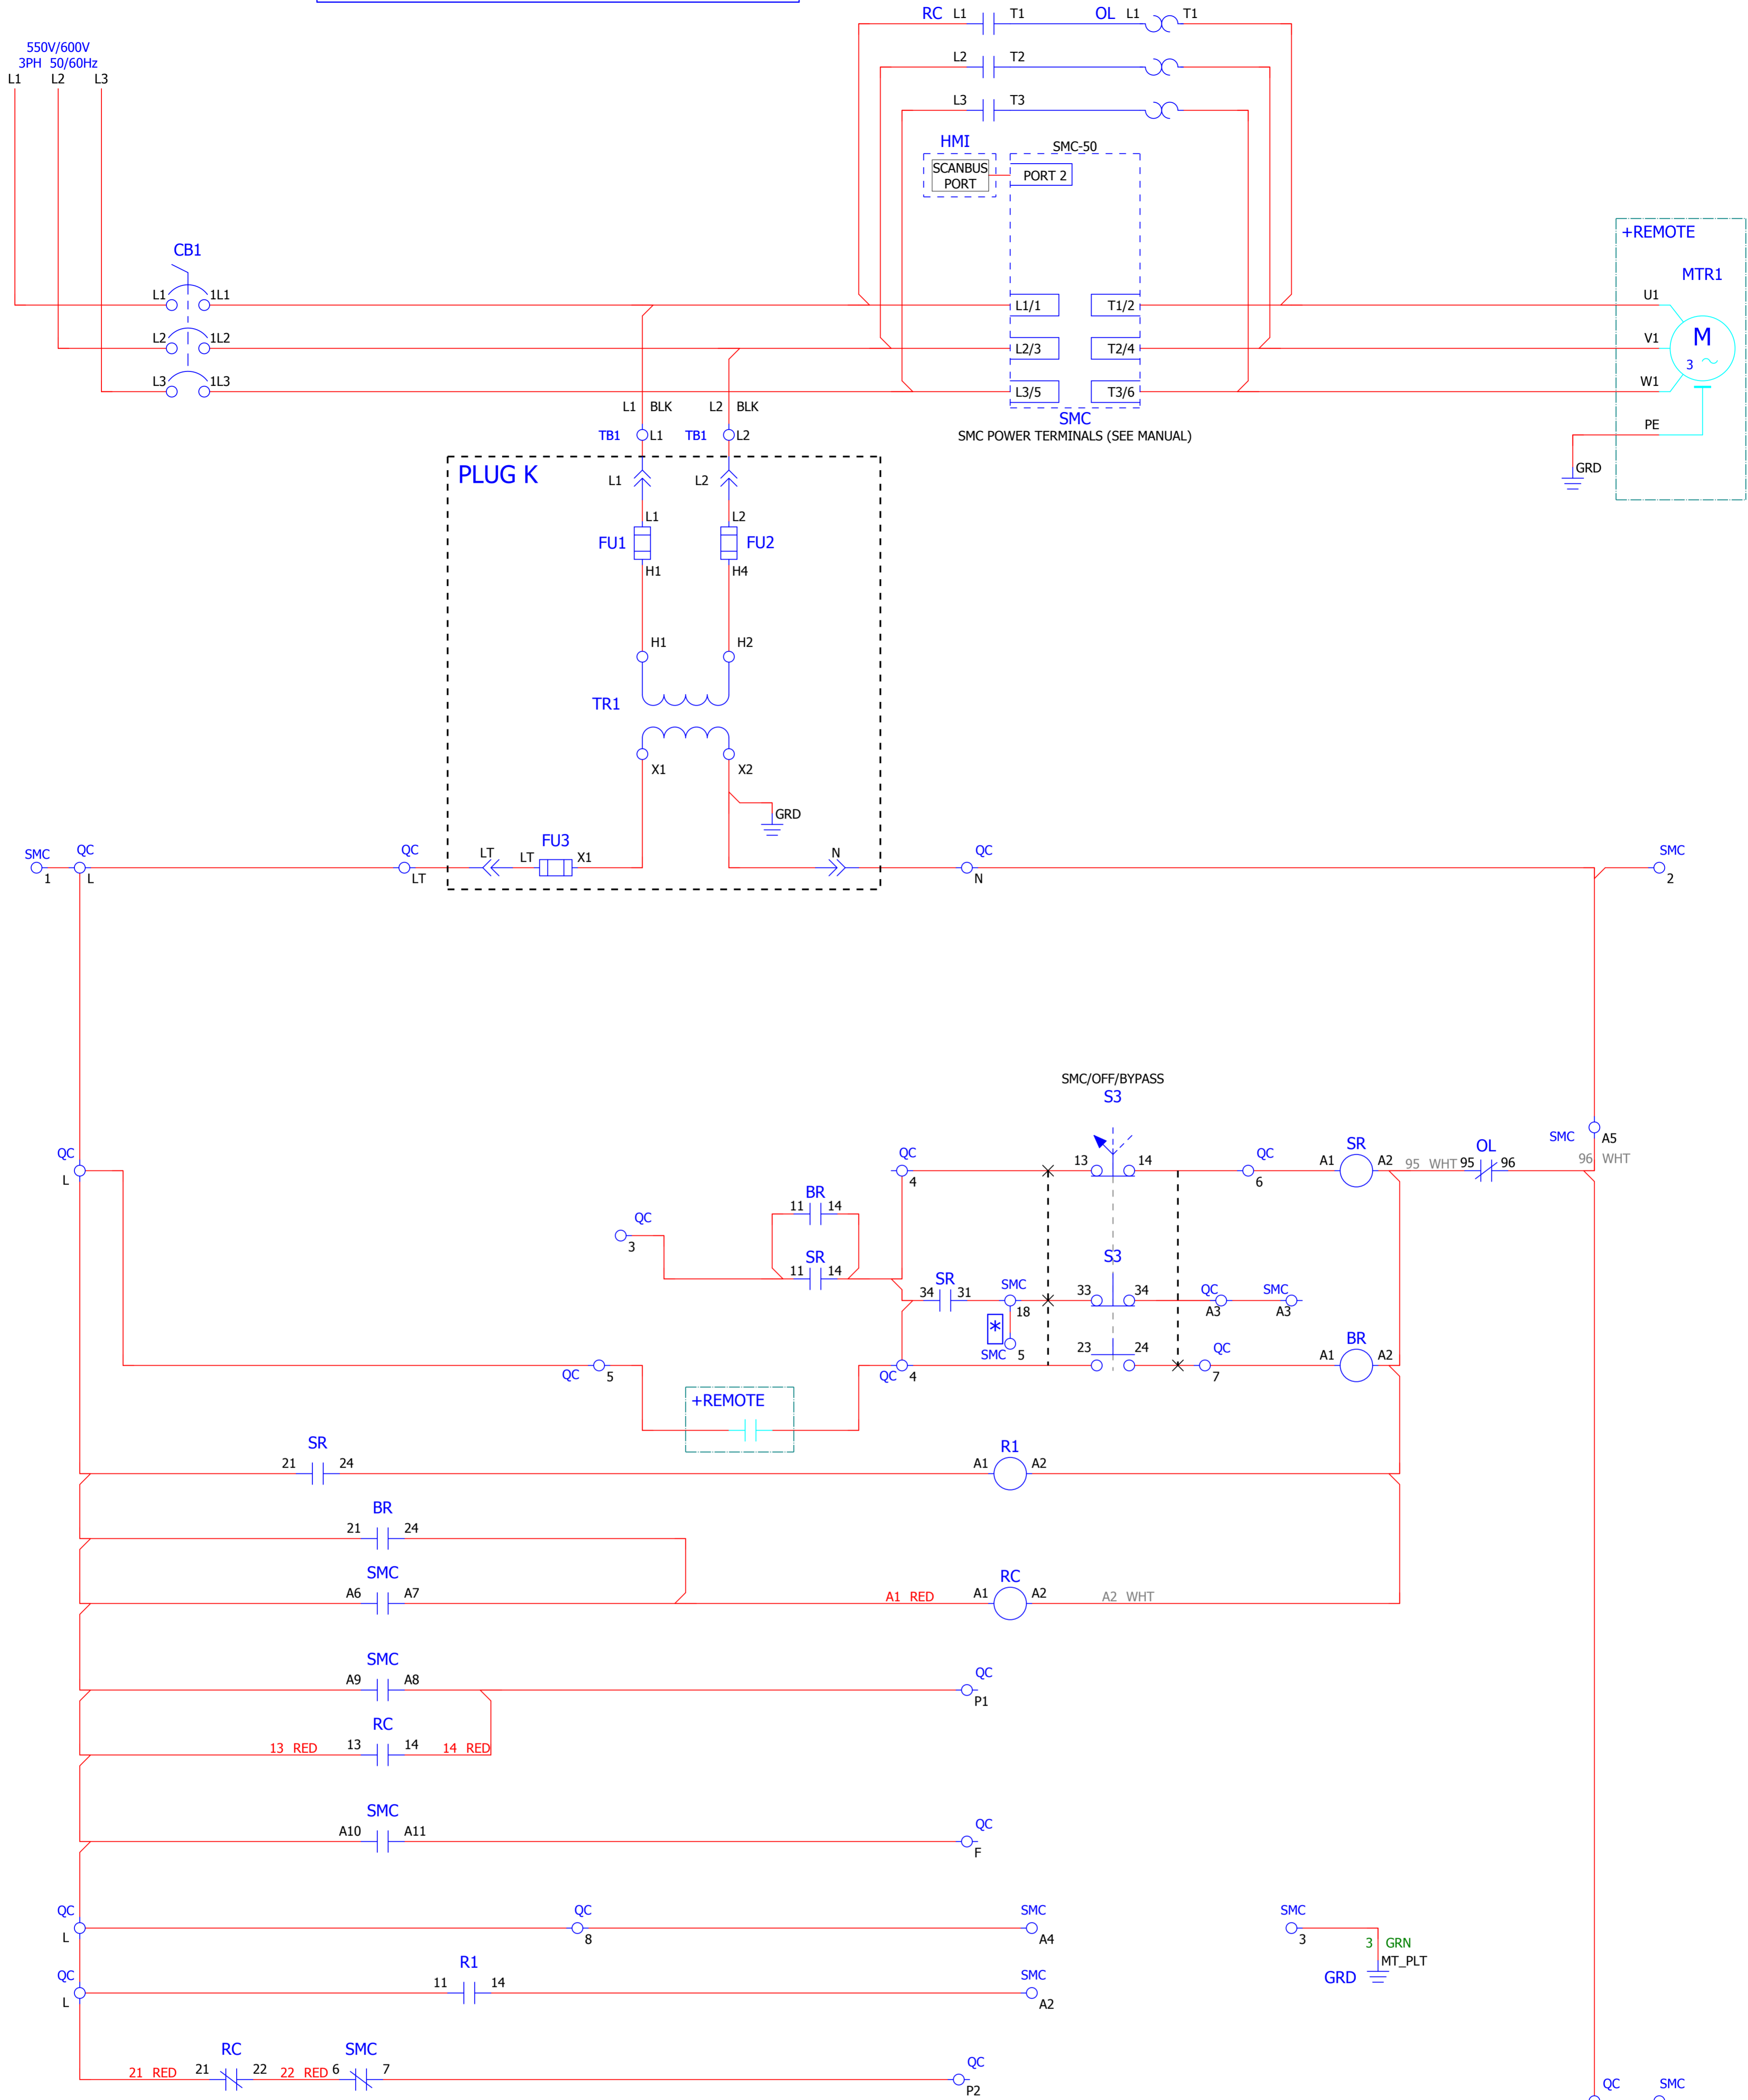 RC L1 T1 OL L1 T1
550V/600V
3PH 50/60Hz
L1 L2 L3
L2 T2
L3 T3
HMI
SMC-50
SCANBUS
PORT
PORT 2
+REMOTE
MTR1
CB1
L1 1L1
L1/1 T1/2
U1
L2 1L2
L2/3 T2/4
V1
M
3
L3 1L3
L3/5 T3/6
W1
L1 BLK L2 BLK
SMC
SMC POWER TERMINALS (SEE MANUAL)
PE
TB1 L1 TB1 L2
GRD
PLUG K
L1 L2
L1 L2
FU1 FU2
H1 H4
H1 H2
TR1
X1 X2
GRD
FU3
SMC QC QC LT LT X1 N QC SMC
1 L LT N 2
SMC/OFF/BYPASS
S3
SMC A5
QC QC 13 14 QC SR OL
L 4 6 A1 A2 95 WHT 95 96 96 WHT
BR
11 14
QC
3
SR
11 14
S3
SR
34 31 SMC 33 34 QC SMC
18 A3 A3
*
SMC 5
23 24 QC BR
A1 A2
QC 5 QC 4 7
+REMOTE
SR
21 24
R1
A1 A2
BR
21 24
SMC
A6 A7
RC
A1 RED A1 A2 A2 WHT
SMC
A9 A8
QC
P1
RC
13 RED 13 14 14 RED
SMC
A10 A11
QC
F
QC QC SMC SMC
L 8 A4 3
3 GRN
MT_PLT
GRD
QC R1 SMC
L 11 14 A2
RC SMC
21 RED 21 22 22 RED 6 7
QC
P2
QC SMC